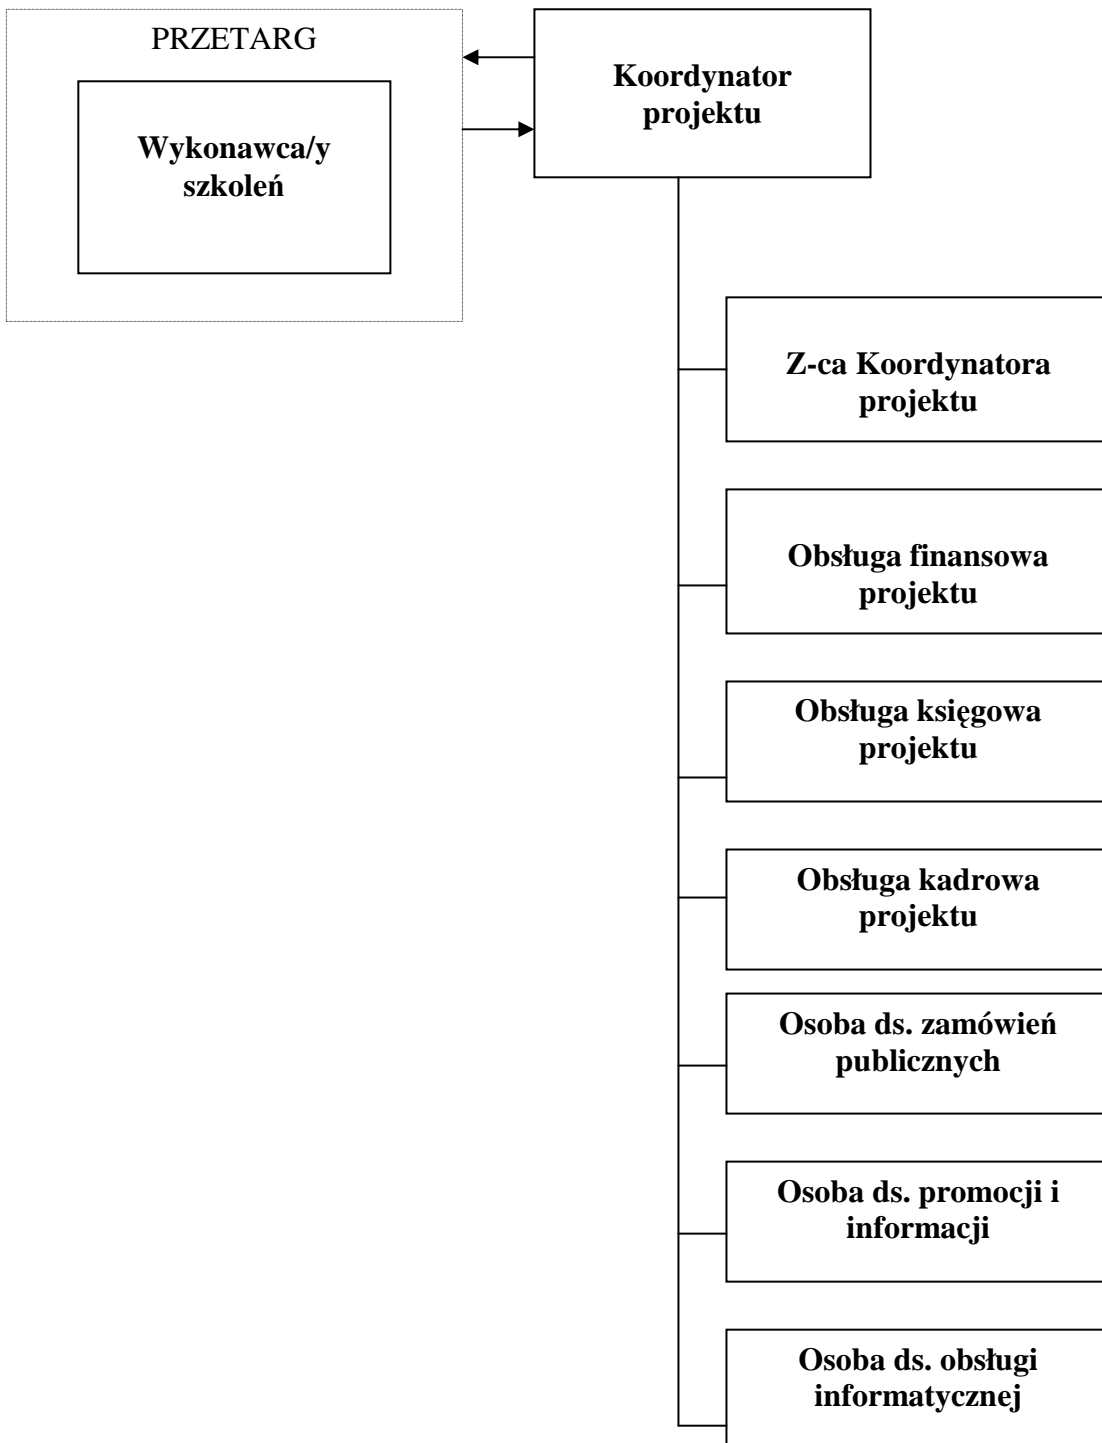 PRZETARG
Wykonawca/y
szkoleń
Koordynator
projektu
Z-ca Koordynatora
projektu
Obsługa finansowa
projektu
Obsługa księgowa
projektu
Obsługa kadrowa
projektu
Osoba ds. zamówień
publicznych
Osoba ds. promocji i
informacji
Osoba ds. obsługi
informatycznej